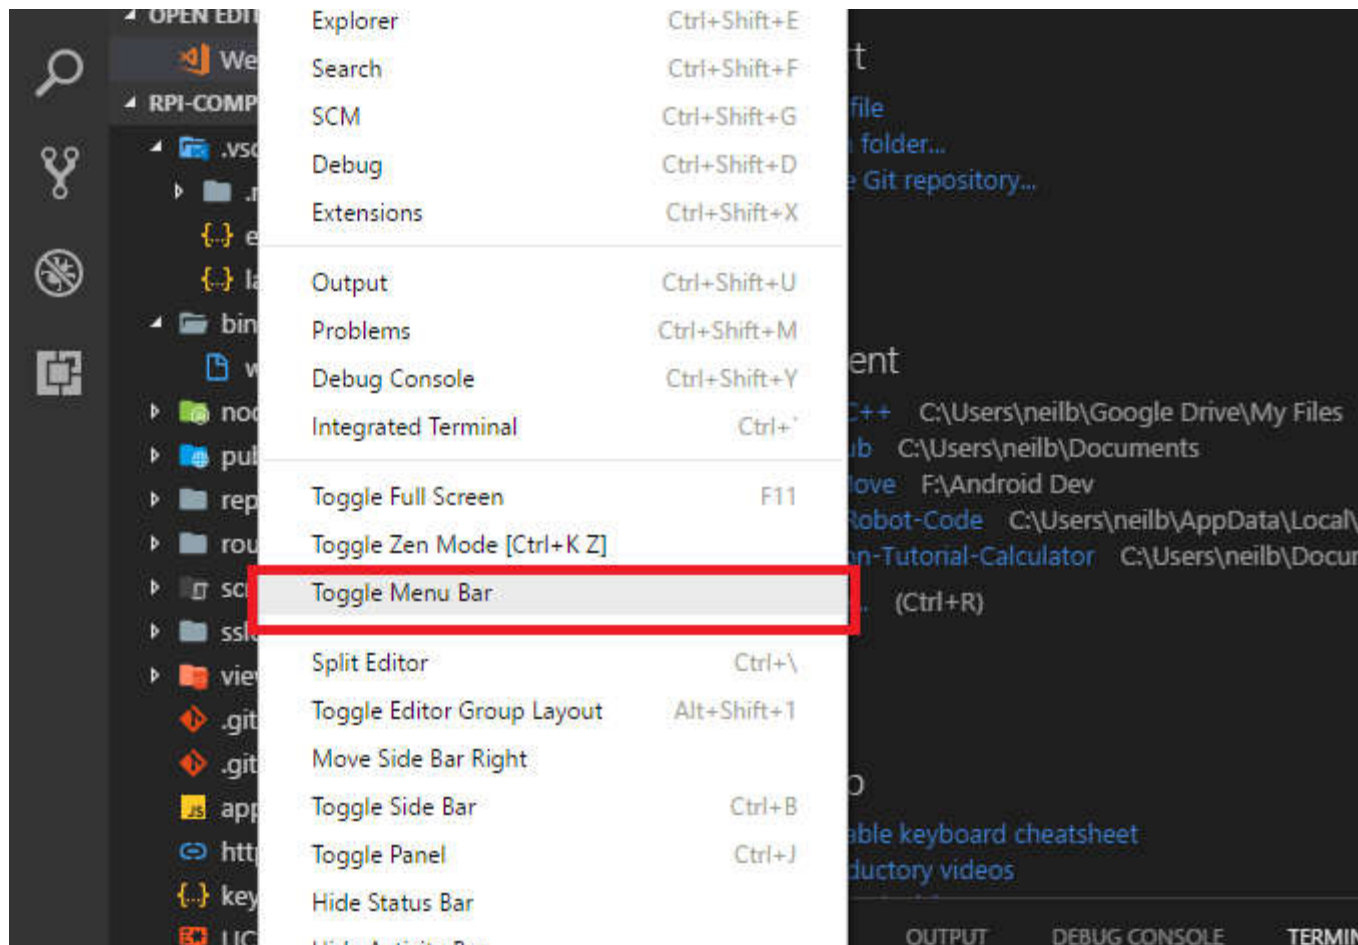 OPEN
We
RPI-COMP
.vsc
bin
nod
pub
rep
rou
scr
view
.git
.git
app
http
key
Explorer Ctrl+Shift+E
Search Ctrl+Shift+F
SCM Ctrl+Shift+G
Debug Ctrl+Shift+D
Extensions Ctrl+Shift+X
Output Ctrl+Shift+U
Problems Ctrl+Shift+M
Debug Console Ctrl+Shift+Y
Integrated Terminal Ctrl+`
Toggle Full Screen F11
Toggle Zen Mode [Ctrl+K Z]
Toggle Menu Bar
Split Editor Ctrl+\
Toggle Editor Group Layout Alt+Shift+1
Move Side Bar Right
Toggle Side Bar Ctrl+B
Toggle Panel Ctrl+J
Hide Status Bar
file
folder...
Git repository...
ent
C++ C:\Users\neilb\Google Drive\My Files
ub C:\Users\neilb\Documents
Move F:\Android Dev
Robot-Code C:\Users\neilb\AppData\Local\
on-Tutorial-Calculator C:\Users\neilb\Docum
(Ctrl+R)
able keyboard cheatsheet
ductory videos
OUTPUT DEBUG CONSOLE TERMIN